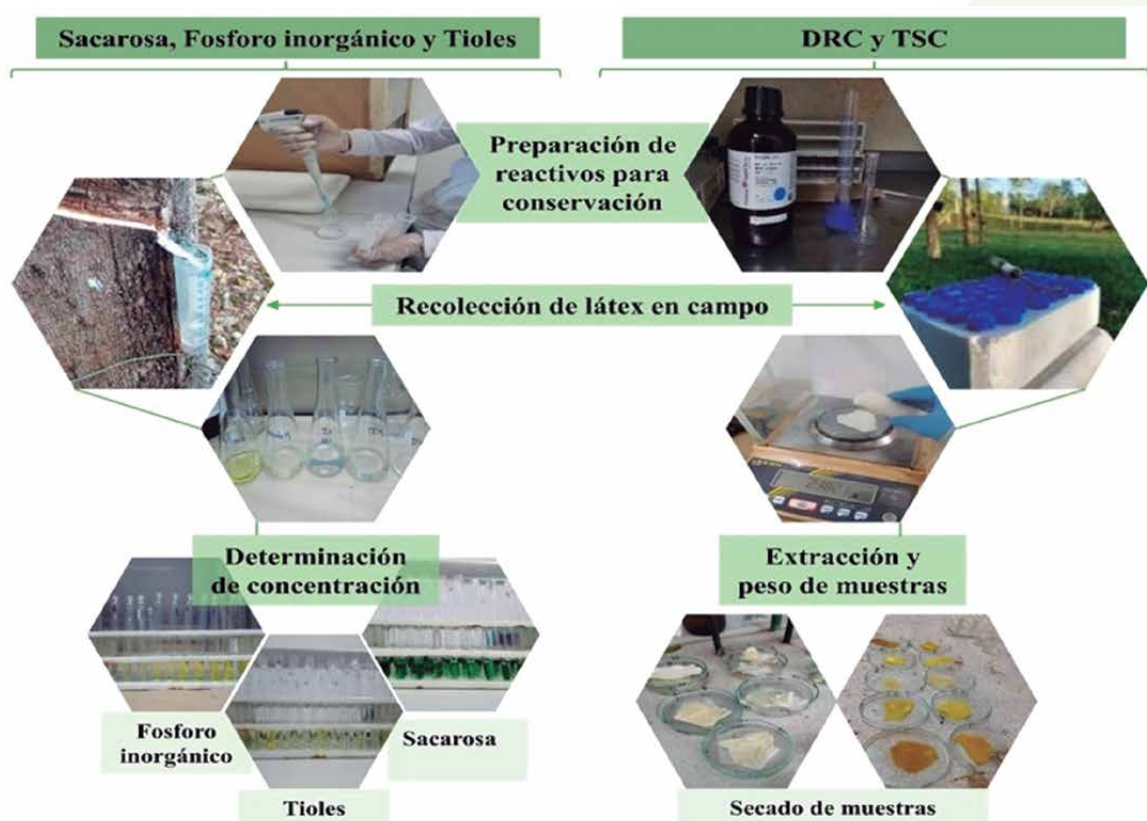 Sacarosa, Fosforo inorgánico y Tioles
DRC y TSC
Preparación de
reactivos para
conservación
Recolección de látex en campo
Determinación
de concentración
Extracción y
peso de muestras
Fosforo
inorgánico
Sacarosa
Tioles
Secado de muestras